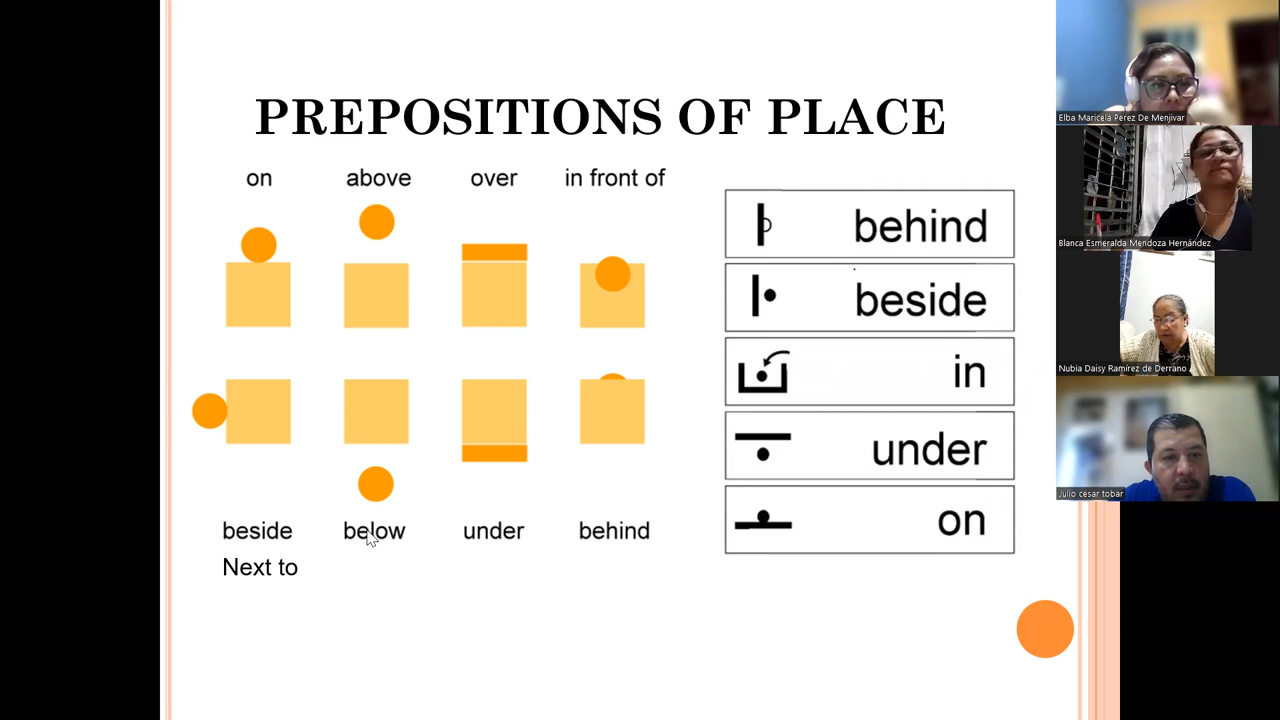 PREPOSITIONS OF PLACE
on above over in front of
beside below under behind
Next to
behind
beside
in
under
on
Elba Maricela Perez De Menjivar
Blanca Esmeralda Mendoza Hernández
Nubia Daisy Ramírez de Derrano
Julio cesar tobar